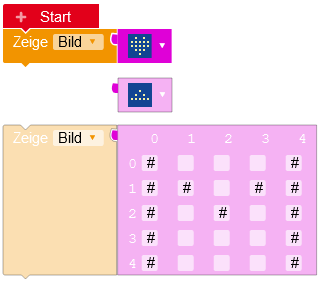 + Start
Zeige Bild
Zeige Bild
0 1 2 3 4
0 # #
1 # # # #
2 # # #
3 # #
4 # #